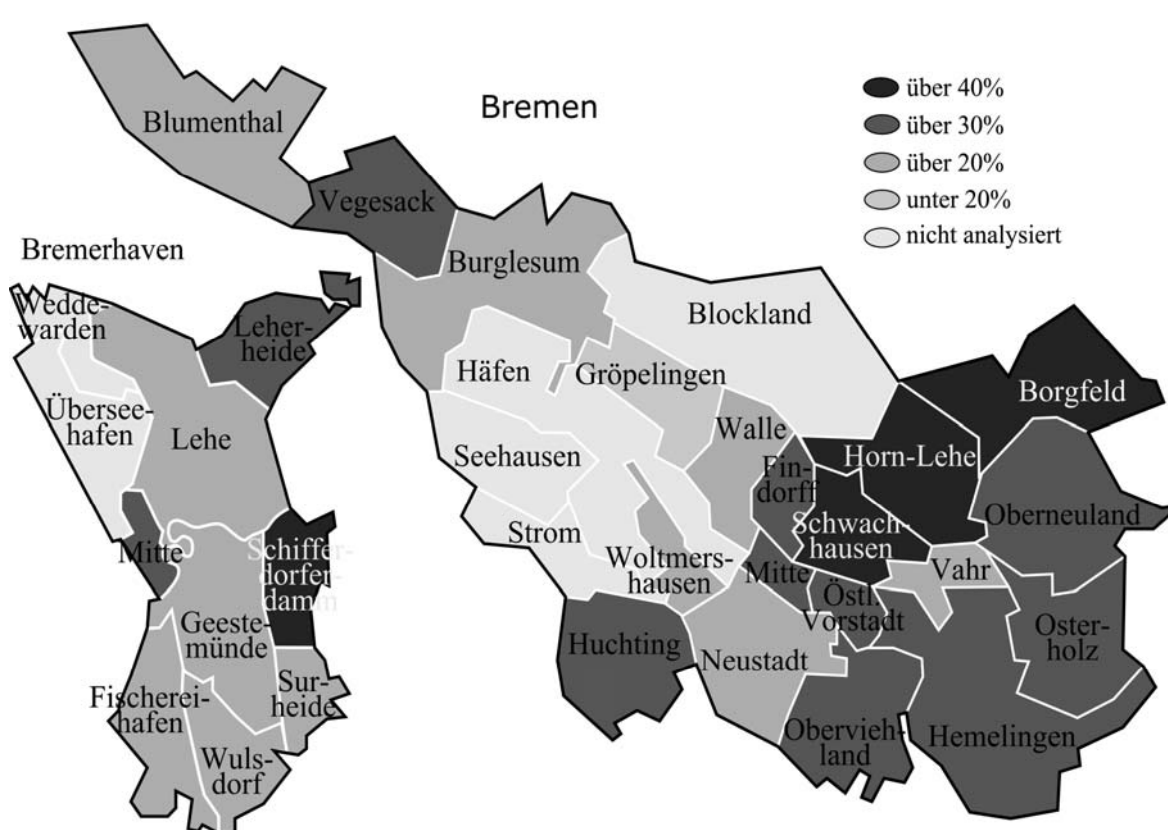 Bremen
über 40%
über 30%
über 20%
unter 20%
nicht analysiert
Blumenthal
Vegesack
Burglesum
Blockland
Häfen
Gröpelingen
Walle
Fin-
dorff
Horn-Lehe
Borgfeld
Seehausen
Schwach-
hausen
Oberneuland
Strom
Woltmers-
hausen
Mitte
Östl.
Vorstadt
Vahr
Huchting
Neustadt
Oster-
holz
Obervieh-
land
Hemelingen
Bremerhaven
Wedde-
warden
Leher-
heide
Übersee-
hafen
Lehe
Mitte
Schiffer-
dorfer-
damm
Geeste-
münde
Fischerei-
hafen
Sur-
heide
Wuls-
dorf